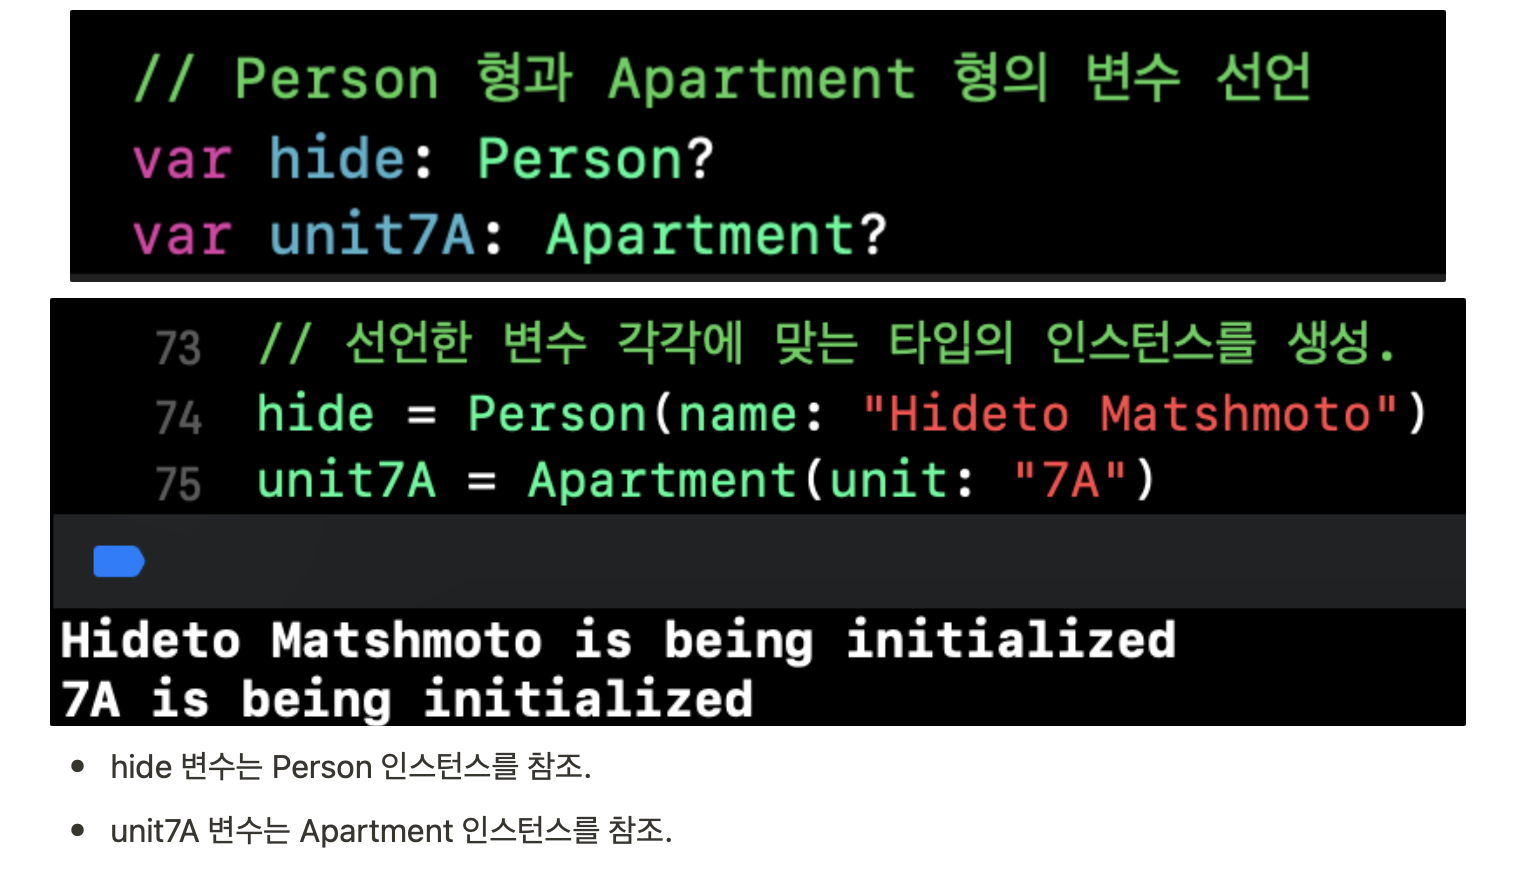 // Person 형과 Apartment 형의 변수 선언
var hide: Person?
var unit7A: Apartment?
73 // 선언한 변수 각각에 맞는 타입의 인스턴스를 생성.
74 hide = Person(name: "Hideto Matshmoto")
75 unit7A = Apartment(unit: "7A")
Hideto Matshmoto is being initialized
7A is being initialized
• hide 변수는 Person 인스턴스를 참조.
• unit7A 변수는 Apartment 인스턴스를 참조.